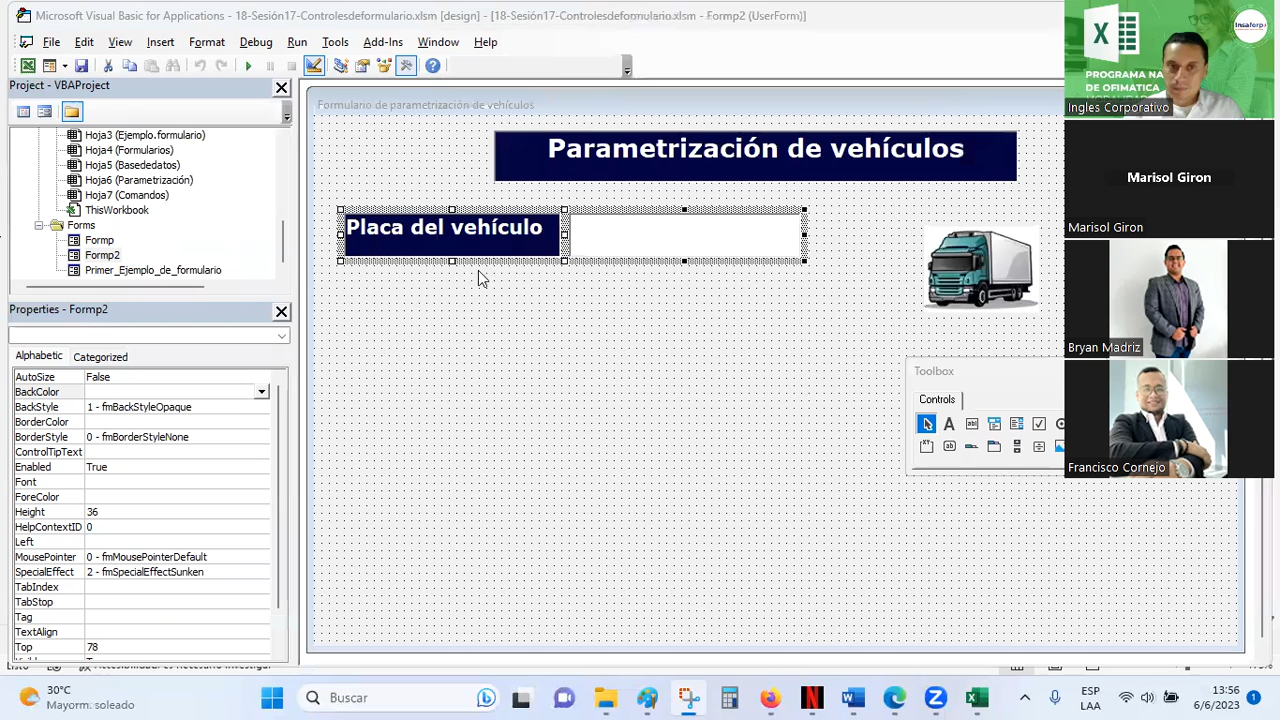 Microsoft Visual Basic for Applications - 18-Sesión17-Controlesdeformulario.xlsm [design] - [18-Sesión17-Controlesdeformulario.xlsm - Formp2 (UserForm)]
File Edit View Insert Format Debug Run Tools Add-Ins Window Help
Project - VBAProject
Hoja3 (Ejemplo.formulario)
Hoja4 (Formularios)
Hoja5 (Basededatos)
Hoja6 (Parametrización)
Hoja7 (Comandos)
ThisWorkbook
Forms
Formp
Formp2
Primer_Ejemplo_de_formulario
Properties - Formp2
Alphabetic Categorized
AutoSize False
BackColor
BackStyle 1 - fmBackStyleOpaque
BorderColor
BorderStyle 0 - fmBorderStyleNone
ControlTipText
Enabled True
Font
ForeColor
Height 36
HelpContextID 0
Left
MousePointer 0 - fmMousePointerDefault
SpecialEffect 2 - fmSpecialEffectSunken
TabIndex
TabStop
Tag
TextAlign
Top 78
Formulario de parametrización de vehículos
Parametrización de vehículos
Placa del vehículo
Toolbox
Controls
Insaforp
PROGRAMA NA
DE OFIMATICA
Ingles Corporativo
Marisol Giron
Marisol Giron
Bryan Madriz
Francisco Cornejo
30°C
Mayorm. soleado
Buscar
ESP
LAA
13:56
6/6/2023